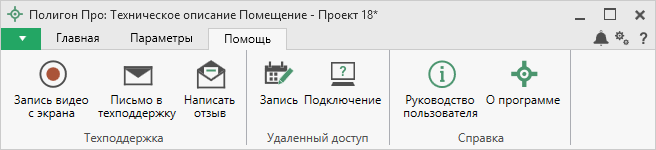 Полигон Про: Техническое описание Помещение - Проект 18*
Главная Параметры Помощь
Запись видео с экрана
Письмо в техподдержку
Написать отзыв
Запись
Подключение
Руководство пользователя
О программе
Техподдержка Удаленный доступ Справка